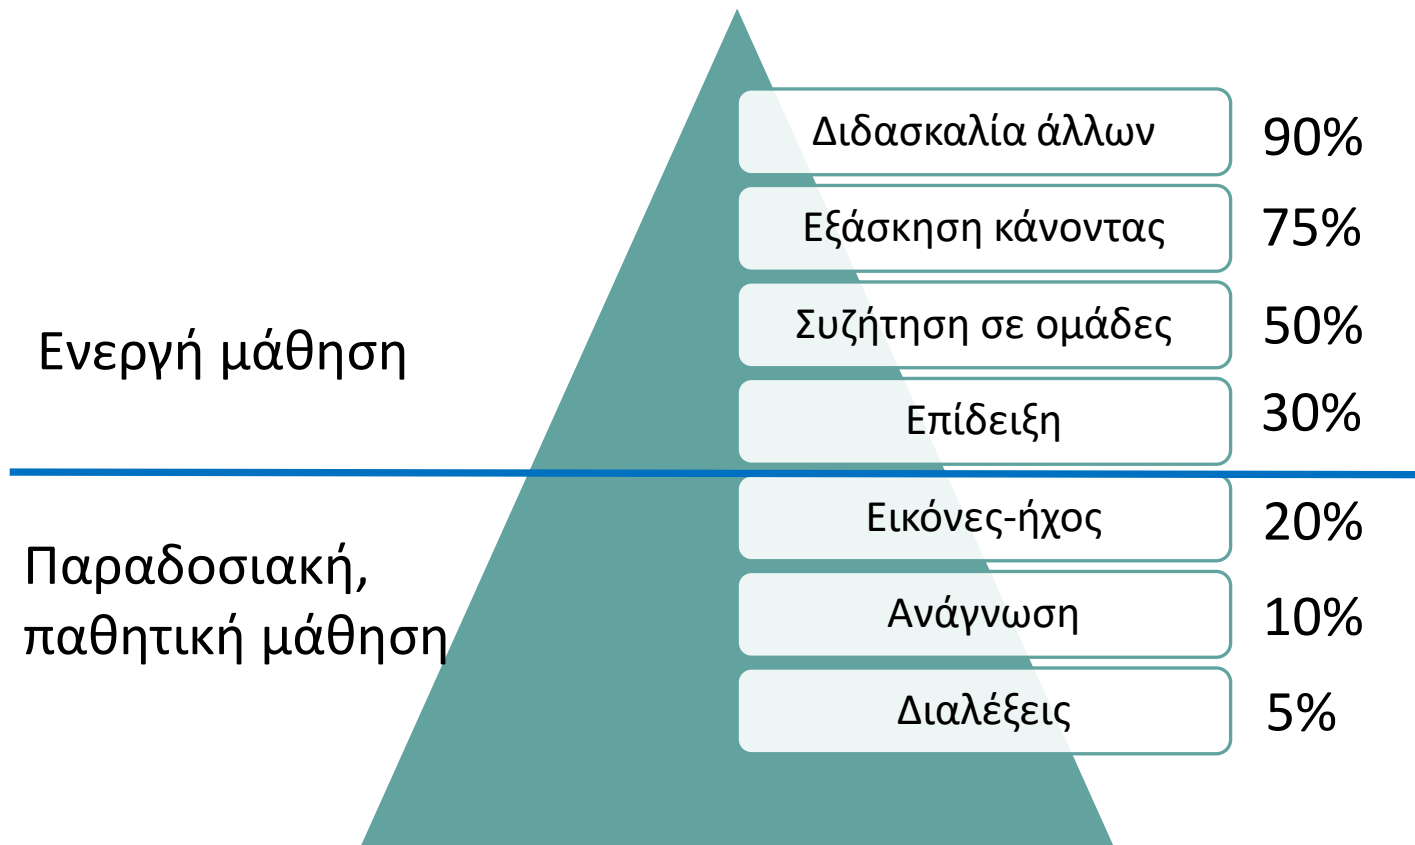 Διδασκαλία άλλων 90%
Εξάσκηση κάνοντας 75%
Συζήτηση σε ομάδες 50%
Ενεργή μάθηση
Επίδειξη 30%
Εικόνες-ήχος 20%
Παραδοσιακή,
παθητική μάθηση
Ανάγνωση 10%
Διαλέξεις 5%